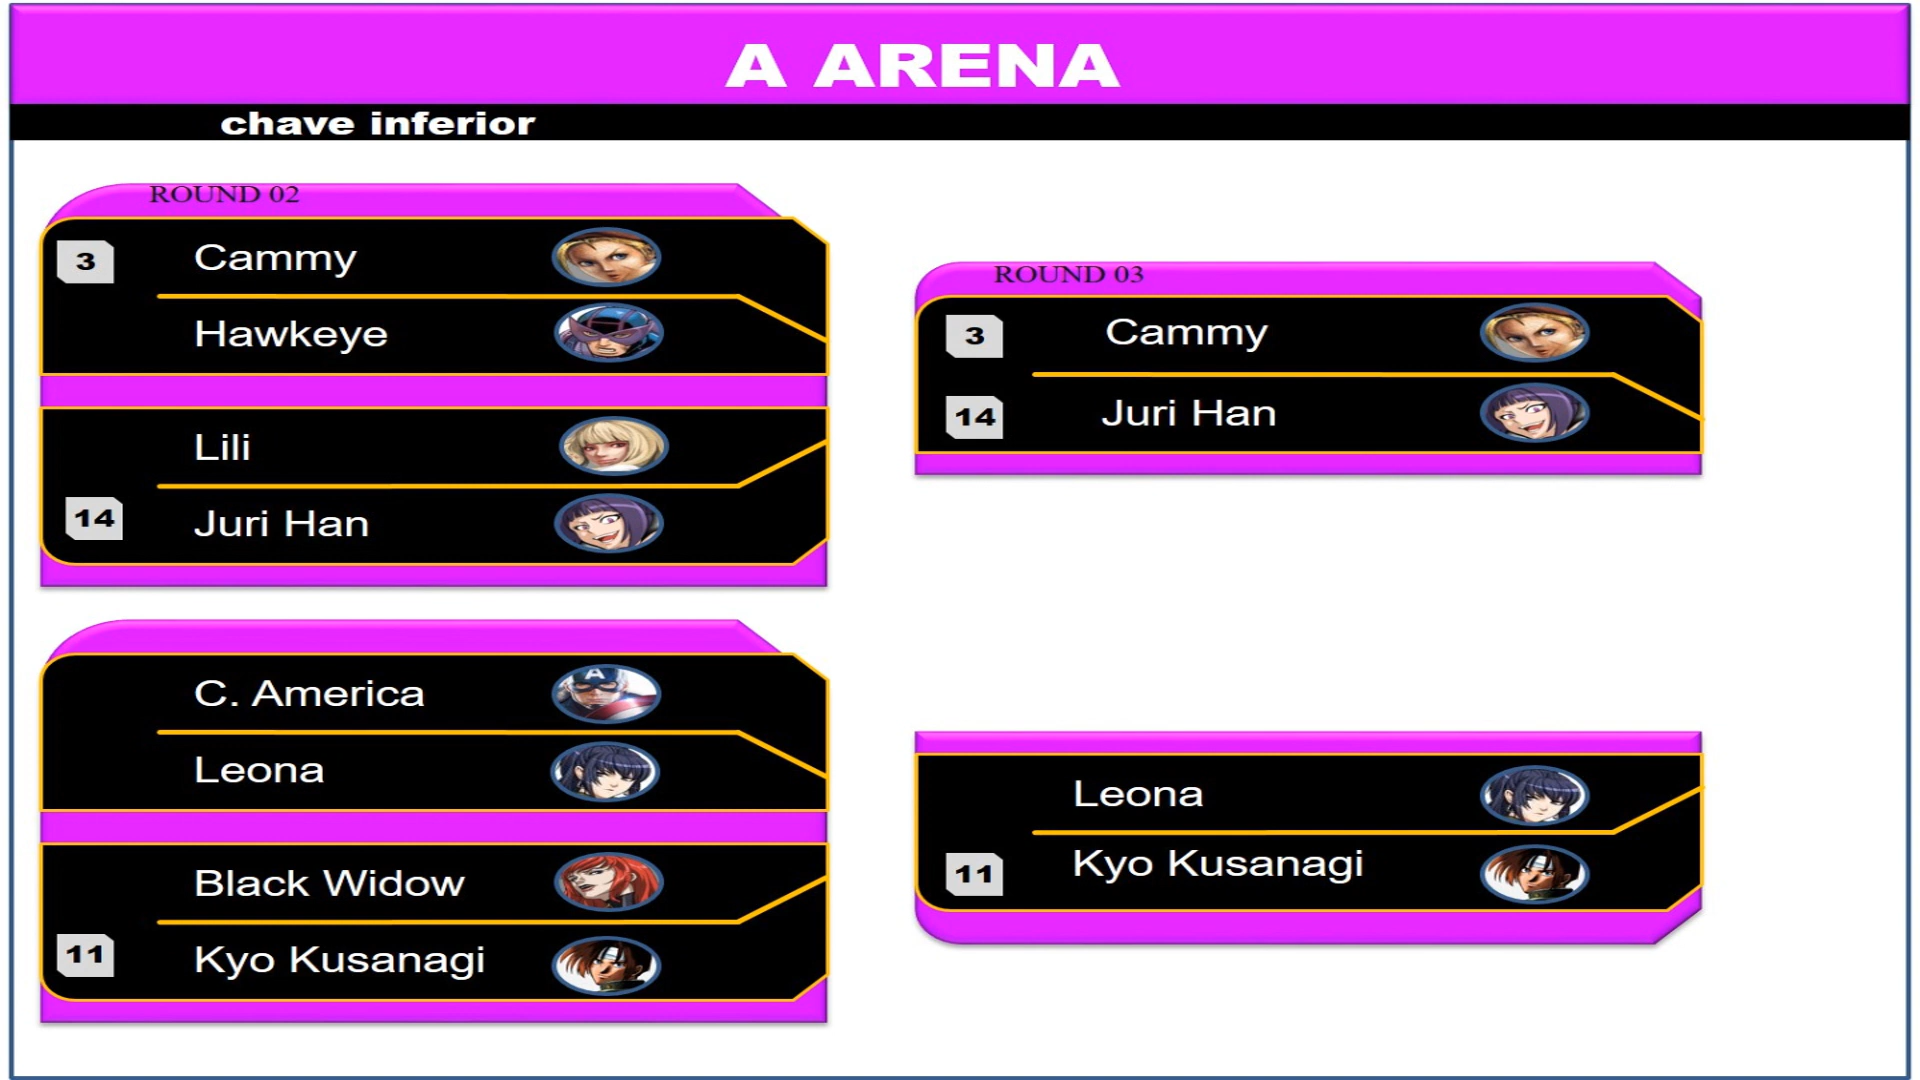 A ARENA
chave inferior
ROUND 02
3 Cammy
Hawkeye
Lili
14 Juri Han
C. America
Leona
Black Widow
11 Kyo Kusanagi
ROUND 03
3 Cammy
14 Juri Han
Leona
11 Kyo Kusanagi